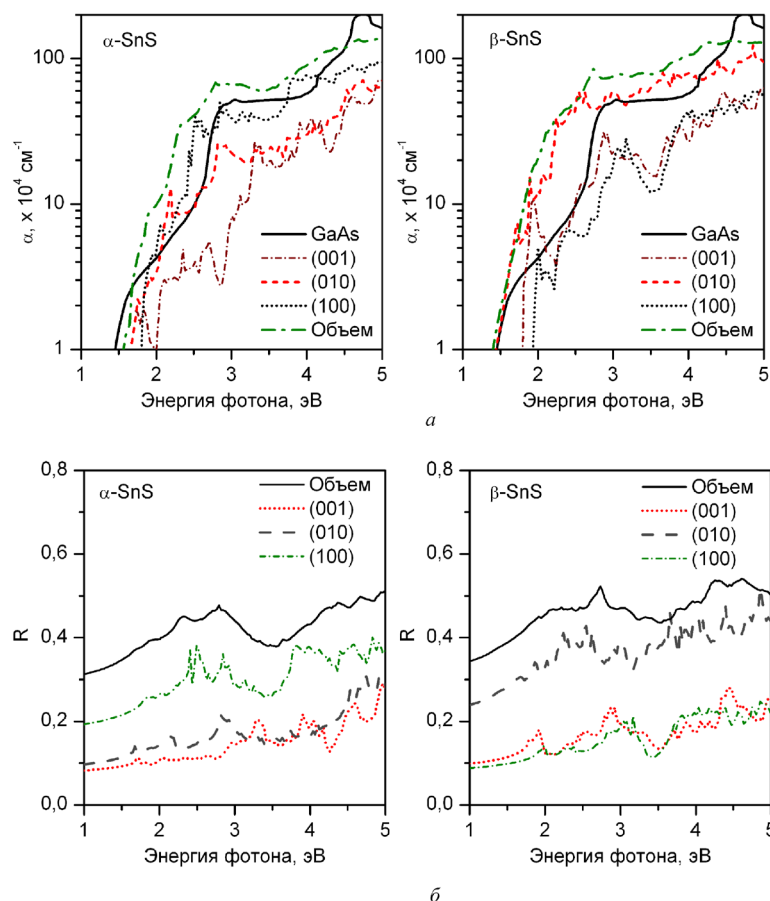 α-SnS
α, x 10⁴ см⁻¹
100
10
1
GaAs
(001)
(010)
(100)
Объем
2 3 4 5
Энергия фотона, эВ
β-SnS
α, x 10⁴ см⁻¹
100
10
1
GaAs
(001)
(010)
(100)
Объем
2 3 4 5
Энергия фотона, эВ
а
α-SnS
R
0,8
0,6
0,4
0,2
0,0
Объем
(001)
(010)
(100)
1 2 3 4 5
Энергия фотона, эВ
β-SnS
R
0,8
0,6
0,4
0,2
0,0
Объем
(001)
(010)
(100)
1 2 3 4 5
Энергия фотона, эВ
б